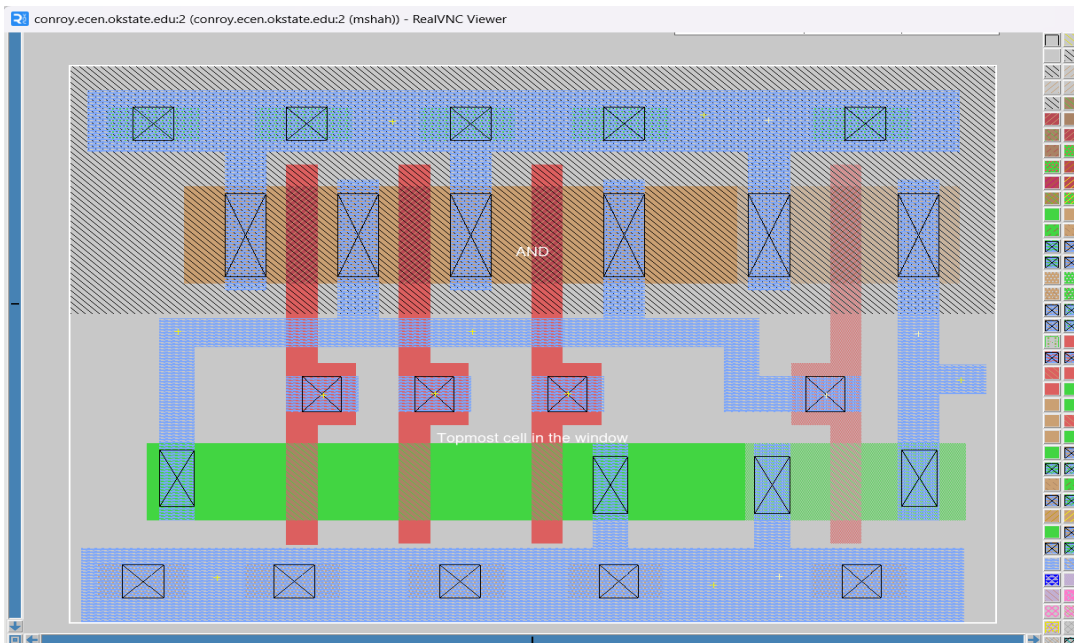 conroy.ecen.okstate.edu:2 (conroy.ecen.okstate.edu:2 (mshah)) - RealVNC Viewer
AND
Topmost cell in the window